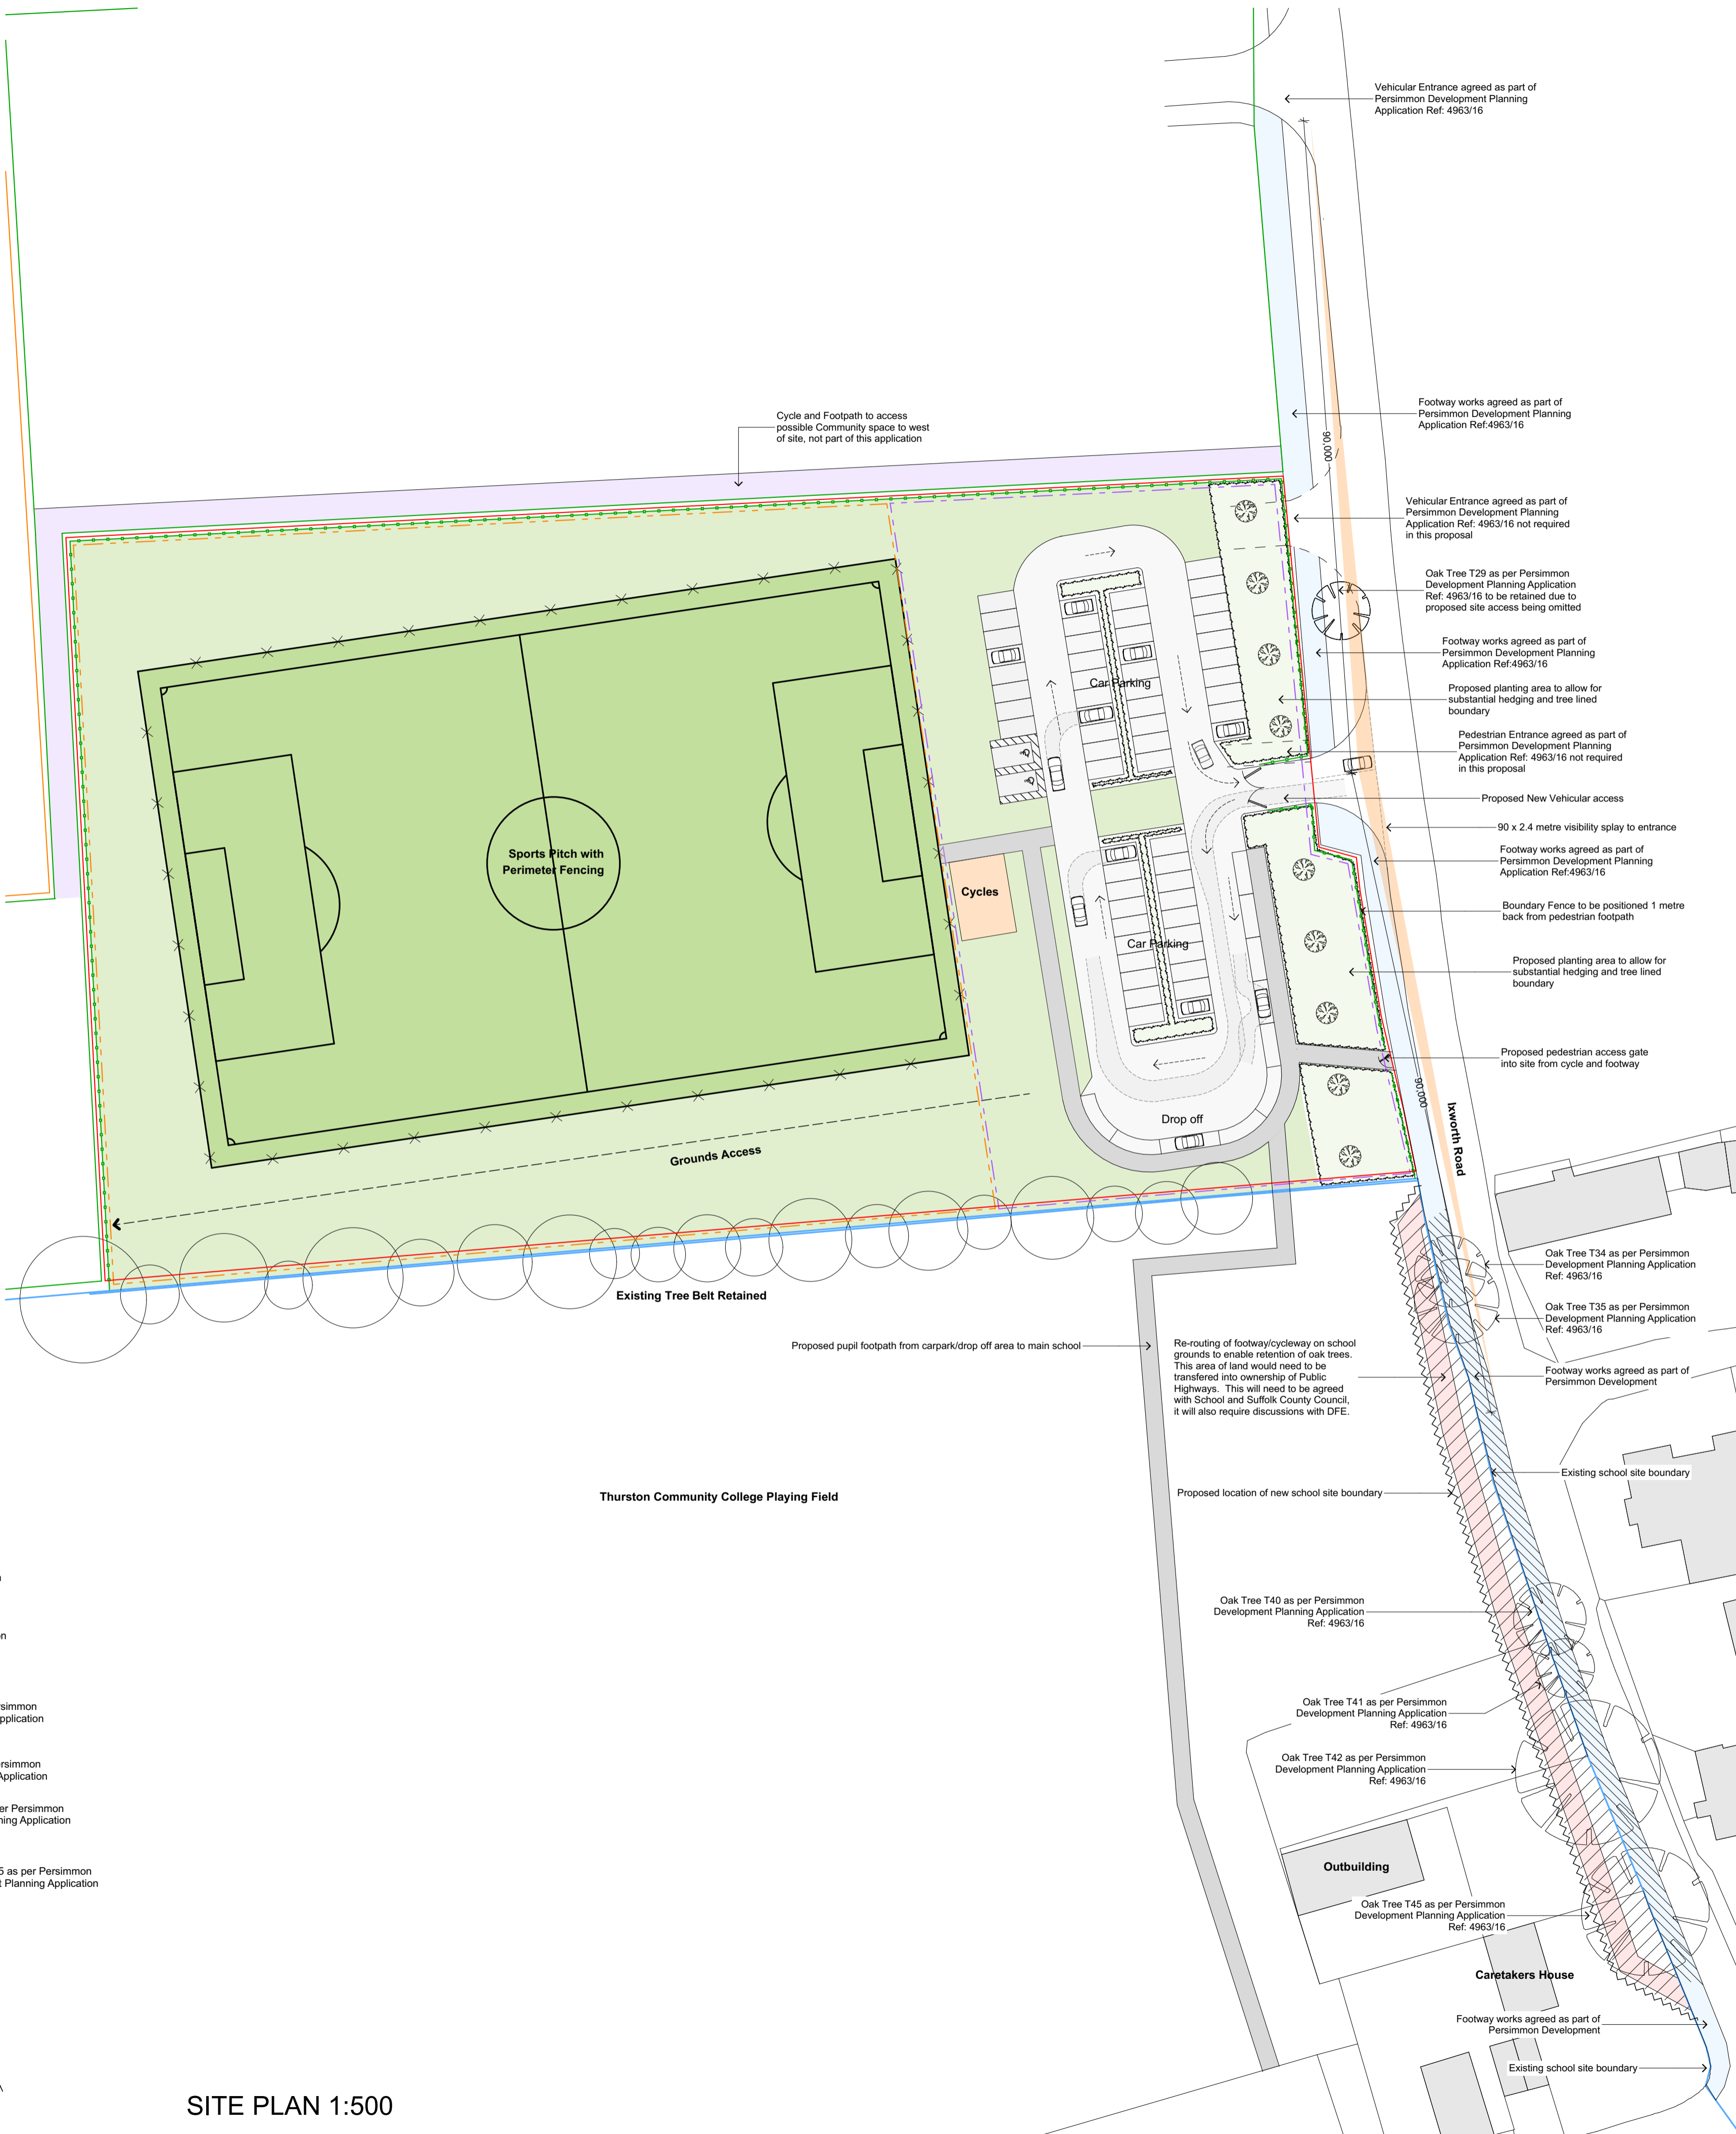 Vehicular Entrance agreed as part of
Persimmon Development Planning
Application Ref: 4963/16
Cycle and Footpath to access
possible Community space to west
of site, not part of this application
Footway works agreed as part of
Persimmon Development Planning
Application Ref:4963/16
90.000
Vehicular Entrance agreed as part of
Persimmon Development Planning
Application Ref: 4963/16 not required
in this proposal
Oak Tree T29 as per Persimmon
Development Planning Application
Ref: 4963/16 to be retained due to
proposed site access being omitted
Footway works agreed as part of
Persimmon Development Planning
Application Ref:4963/16
Car Parking
Proposed planting area to allow for
substantial hedging and tree lined
boundary
Pedestrian Entrance agreed as part of
Persimmon Development Planning
Application Ref: 4963/16 not required
in this proposal
Proposed New Vehicular access
90 x 2.4 metre visibility splay to entrance
Sports Pitch with
Perimeter Fencing
Footway works agreed as part of
Persimmon Development Planning
Application Ref:4963/16
Cycles
Boundary Fence to be positioned 1 metre
back from pedestrian footpath
Car Parking
Proposed planting area to allow for
substantial hedging and tree lined
boundary
Proposed pedestrian access gate
into site from cycle and footway
90.000
Drop off
Ixworth Road
Grounds Access
Oak Tree T34 as per Persimmon
Development Planning Application
Ref: 4963/16
Existing Tree Belt Retained
Oak Tree T35 as per Persimmon
Development Planning Application
Ref: 4963/16
Proposed pupil footpath from carpark/drop off area to main school
Re-routing of footway/cycleway on school
grounds to enable retention of oak trees.
This area of land would need to be
transfered into ownership of Public
Highways. This will need to be agreed
with School and Suffolk County Council,
it will also require discussions with DFE.
Footway works agreed as part of
Persimmon Development
Existing school site boundary
Thurston Community College Playing Field
Proposed location of new school site boundary
Oak Tree T40 as per Persimmon
Development Planning Application
Ref: 4963/16
Oak Tree T41 as per Persimmon
Development Planning Application
Ref: 4963/16
rsimmon
pplication
Oak Tree T42 as per Persimmon
Development Planning Application
Ref: 4963/16
ersimmon
Application
er Persimmon
ning Application
Outbuilding
5 as per Persimmon
t Planning Application
Oak Tree T45 as per Persimmon
Development Planning Application
Ref: 4963/16
Caretakers House
Footway works agreed as part of
Persimmon Development
Existing school site boundary
SITE PLAN 1:500